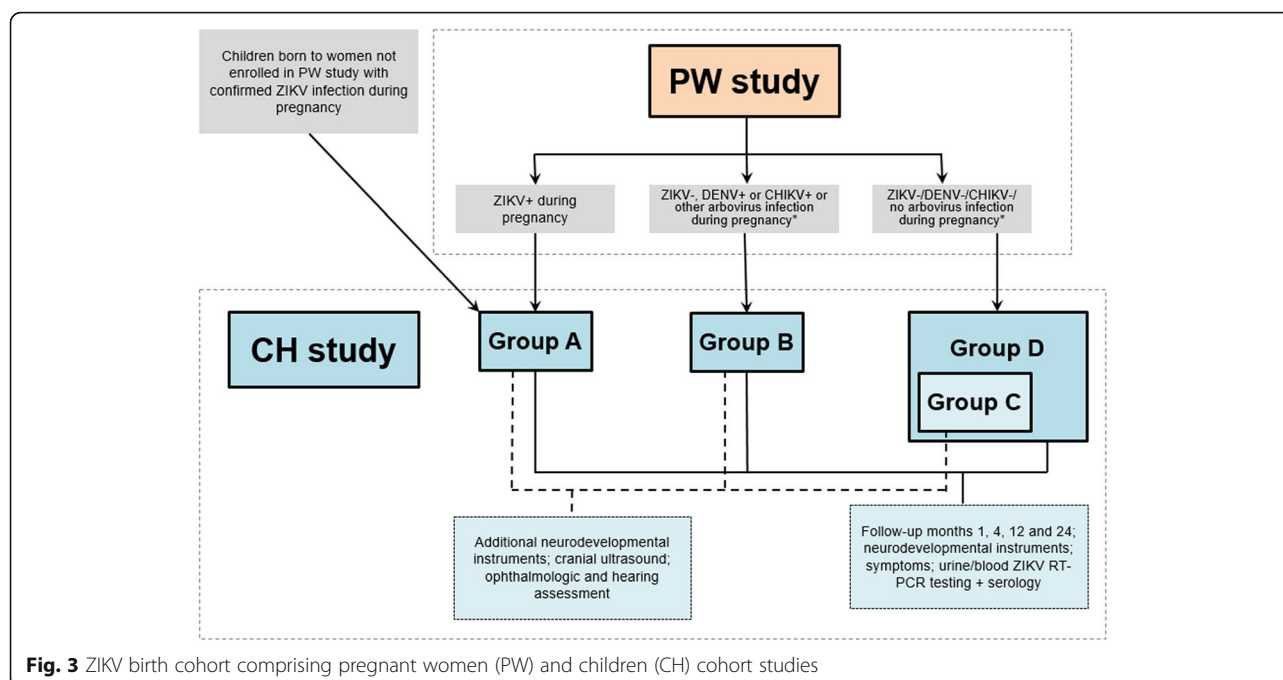 Children born to women not
enrolled in PW study with
confirmed ZIKV infection during
pregnancy
PW study
ZIKV+ during
pregnancy
ZIKV-, DENV+ or CHIKV+ or
other arbovirus infection
during pregnancy*
ZIKV-/DENV-/CHIKV-/
no arbovirus infection
during pregnancy*
CH study
Group A
Group B
Group D
Group C
Additional neurodevelopmental
instruments; cranial ultrasound;
ophthalmologic and hearing
assessment
Follow-up months 1, 4, 12 and 24;
neurodevelopmental instruments;
symptoms; urine/blood ZIKV RT-
PCR testing + serology
Fig. 3 ZIKV birth cohort comprising pregnant women (PW) and children (CH) cohort studies